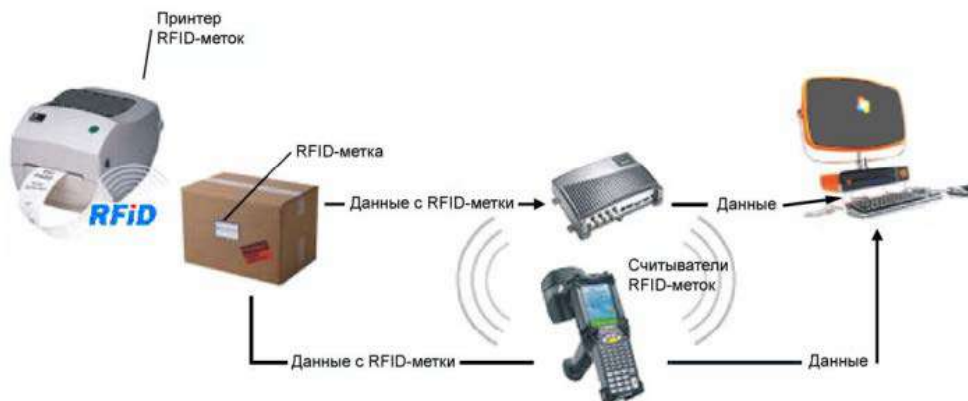 Принтер
RFID-меток
RFID-метка
RFiD
Данные с RFID-метки
Данные
Считыватели
RFID-меток
Данные с RFID-метки
Данные